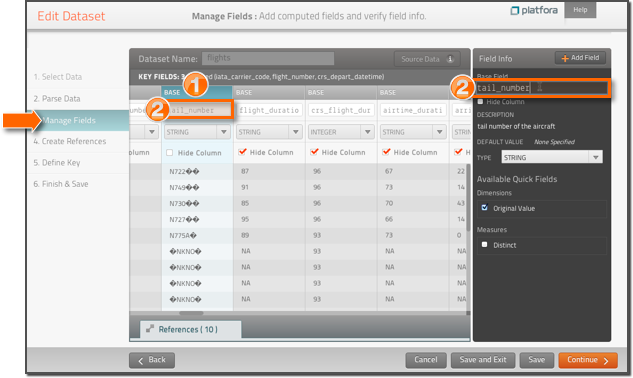 Edit Dataset
Manage Fields : Add computed fields and verify field info.
platfora
Help
1. Select Data
2. Parse Data
Manage Fields
4. Create References
5. Define Key
6. Finish & Save
Dataset Name: flights
Source Data
KEY FIELDS: 3 (iata_carrier_code, flight_number, crs_depart_datetime)
1
2
BASE BASE BASE BASE
tail_number flight_duratio crs_flight_dur airtime_durati arri
STRING STRING INTEGER STRING
olumn Hide Column Hide Column Hide Column Hide Column H
N722�� 87 96 67 22
N749�� 91 96 73 14
N730�� 85 96 70 43
N727�� 95 96 66 14
N775A� 89 93 73 0
�NKNO� NA 93 NA NA
�NKNO� NA 93 NA NA
�NKNO� NA 93 NA NA
�NKNO� NA 93 NA NA
References ( 10 )
Field Info
+ Add Field
Base Field
2
tail_number
Hide Column
DESCRIPTION
tail number of the aircraft
DEFAULT VALUE None Specified
TYPE STRING
Available Quick Fields
Dimensions
Original Value
Measures
Distinct
Back
Cancel
Save and Exit
Save
Continue